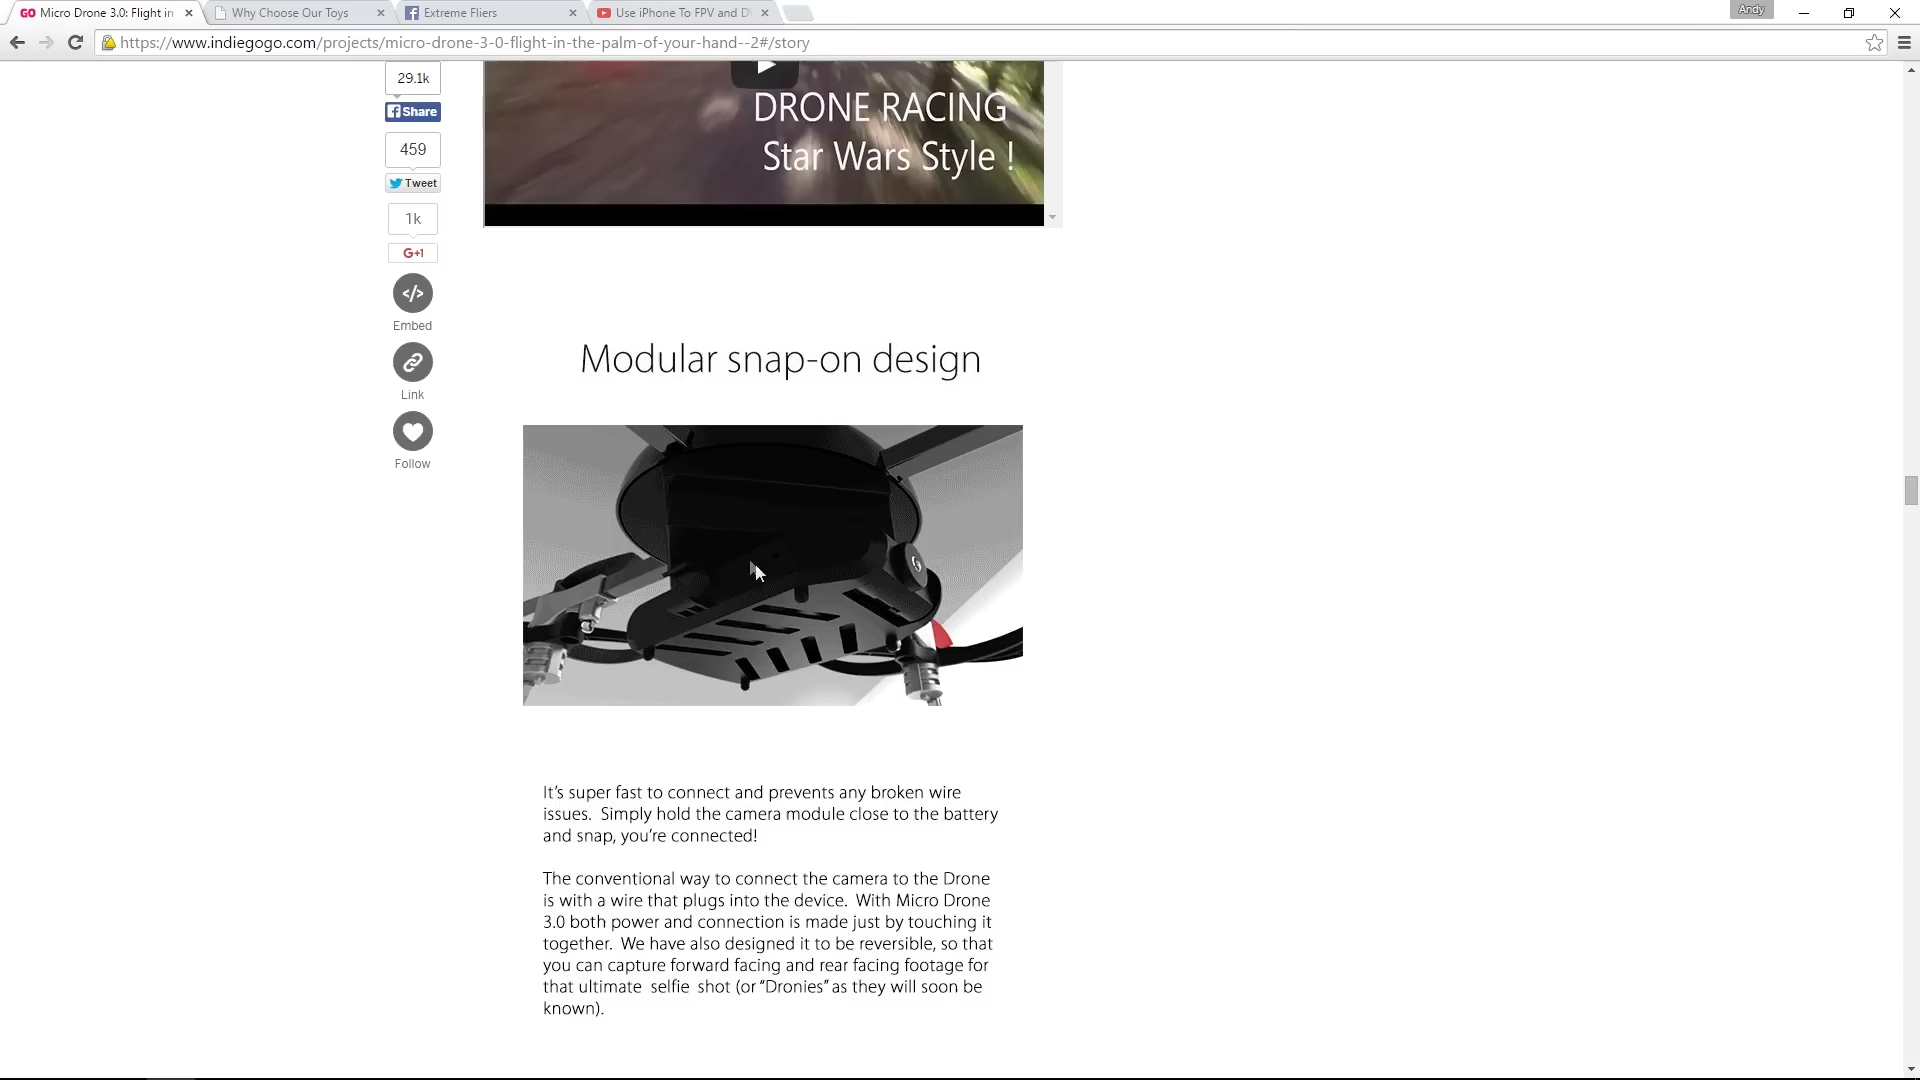 GO Micro Drone 3.0: Flight in
Why Choose Our Toys
Extreme Fliers
Use iPhone To FPV and D
Andy
https://www.indiegogo.com/projects/micro-drone-3-0-flight-in-the-palm-of-your-hand--2#/story
29.1k
Share
459
Tweet
1k
G+1
Embed
Link
Follow
DRONE RACING
Star Wars Style !
Modular snap-on design
It's super fast to connect and prevents any broken wire
issues. Simply hold the camera module close to the battery
and snap, you're connected!
The conventional way to connect the camera to the Drone
is with a wire that plugs into the device. With Micro Drone
3.0 both power and connection is made just by touching it
together. We have also designed it to be reversible, so that
you can capture forward facing and rear facing footage for
that ultimate selfie shot (or “Dronies” as they will soon be
known).